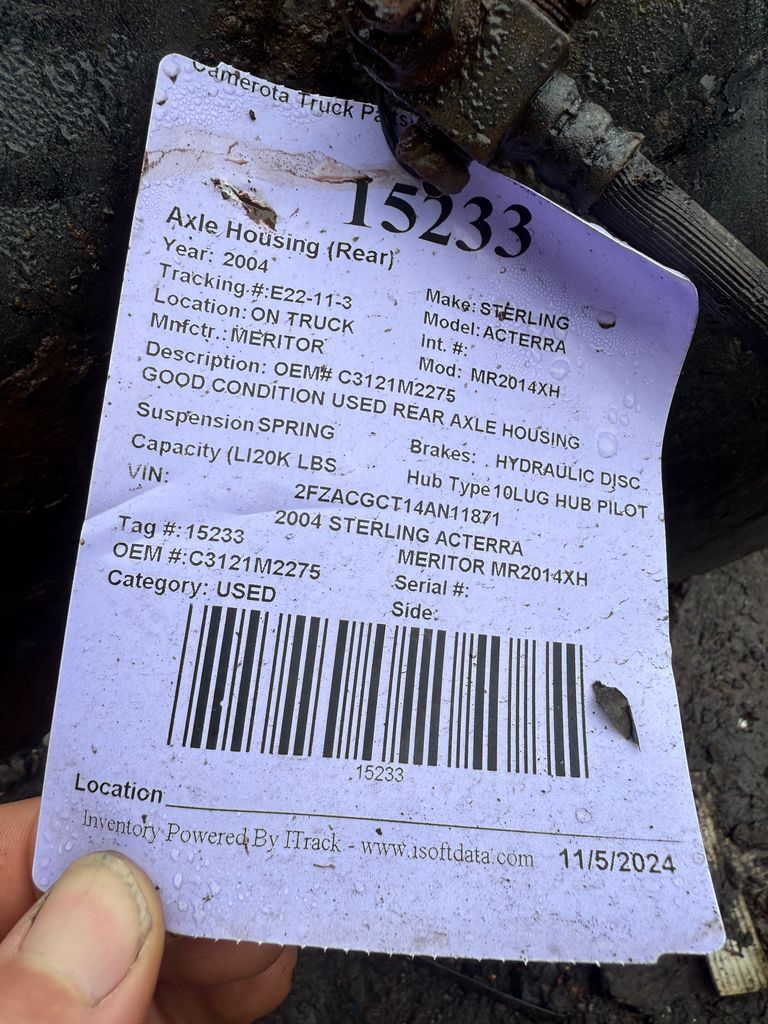 Camerota Truck Parts
15233
Axle Housing (Rear)
Year: 2004
Make: STERLING
Tracking #:E22-11-3
Model: ACTERRA
Location: ON TRUCK
Int. #:
Mnfctr.: MERITOR
Mod: MR2014XH
Description: OEM# C3121M2275
GOOD CONDITION USED REAR AXLE HOUSING
Suspension SPRING
Brakes: HYDRAULIC DISC
Capacity (LI20K LBS
Hub Type 10LUG HUB PILOT
VIN: 2FZACGCT14AN11871
2004 STERLING ACTERRA
Tag #: 15233
MERITOR MR2014XH
OEM #: C3121M2275
Serial #:
Category: USED
Side:
15233
Location
Inventory Powered By ITrack - www.isoftdata.com 11/5/2024